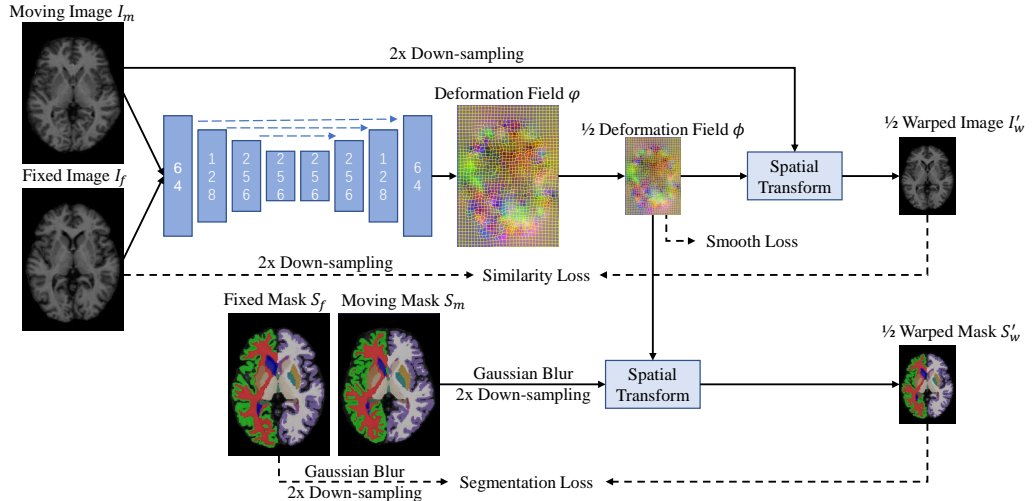 Moving Image I_m
2x Down-sampling
Deformation Field φ
½ Deformation Field ϕ
½ Warped Image I′_w
64
128
256
256
256
256
128
64
Spatial
Transform
Fixed Image I_f
Smooth Loss
2x Down-sampling
Similarity Loss
Fixed Mask S_f
Moving Mask S_m
½ Warped Mask S′_w
Gaussian Blur
2x Down-sampling
Spatial
Transform
Gaussian Blur
2x Down-sampling
Segmentation Loss